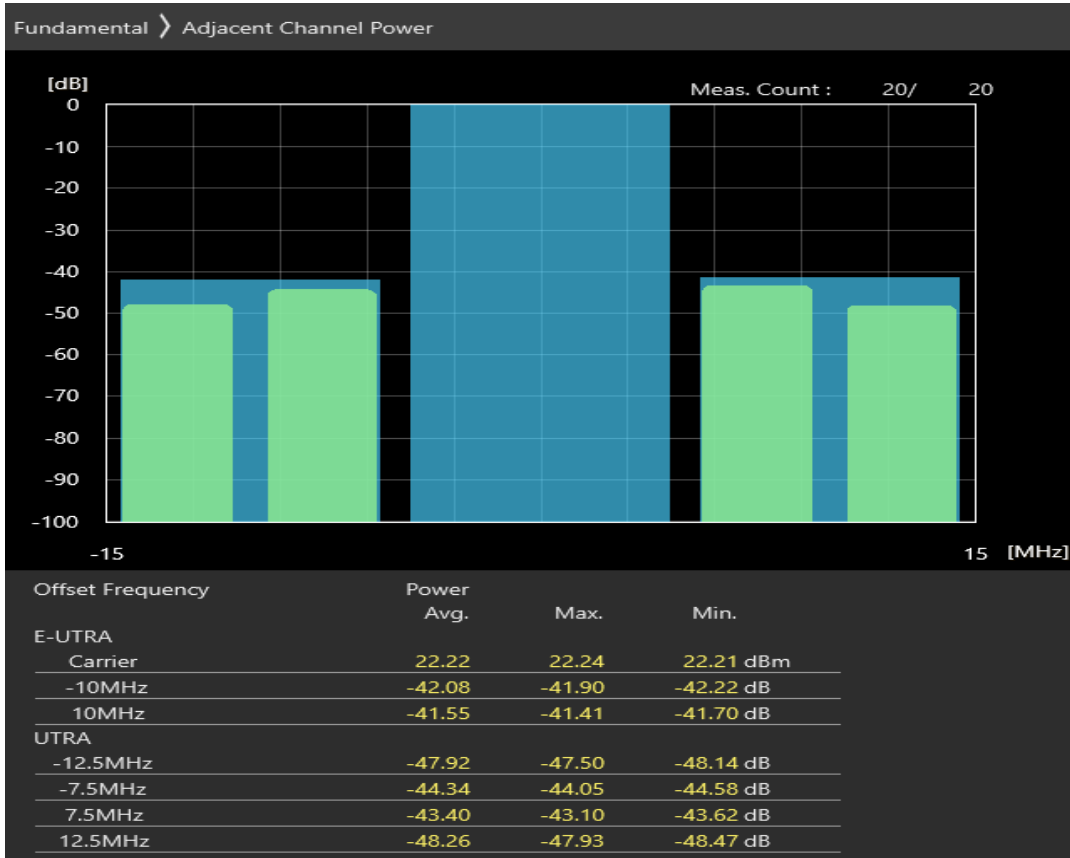 Fundamental 》 Adjacent Channel Power
[dB]
Meas. Count : 20/ 20
0
-10
-20
-30
-40
-50
-60
-70
-80
-90
-100
-15 15 [MHz]
Offset Frequency Power
Avg. Max. Min.
E-UTRA
Carrier 22.22 22.24 22.21 dBm
-10MHz -42.08 -41.90 -42.22 dB
10MHz -41.55 -41.41 -41.70 dB
UTRA
-12.5MHz -47.92 -47.50 -48.14 dB
-7.5MHz -44.34 -44.05 -44.58 dB
7.5MHz -43.40 -43.10 -43.62 dB
12.5MHz -48.26 -47.93 -48.47 dB